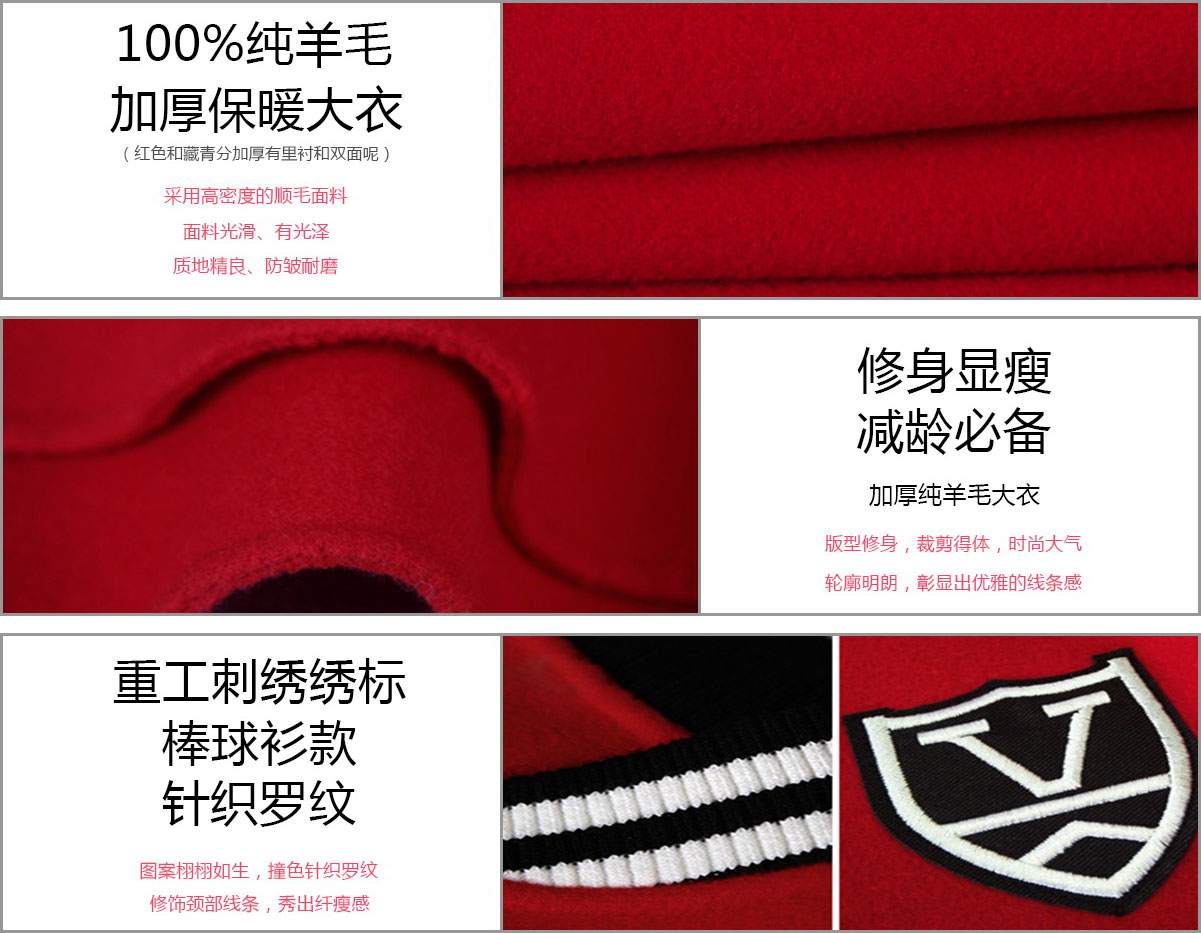 100%纯羊毛
加厚保暖大衣
（红色和藏青分加厚有里衬和双面呢）
采用高密度的顺毛面料
面料光滑、有光泽
质地精良、防皱耐磨
修身显瘦
减龄必备
加厚纯羊毛大衣
版型修身，裁剪得体，时尚大气
轮廓明朗，彰显出优雅的线条感
重工刺绣绣标
棒球衫款
针织罗纹
图案栩栩如生，撞色针织罗纹
修饰颈部线条，秀出纤瘦感
V